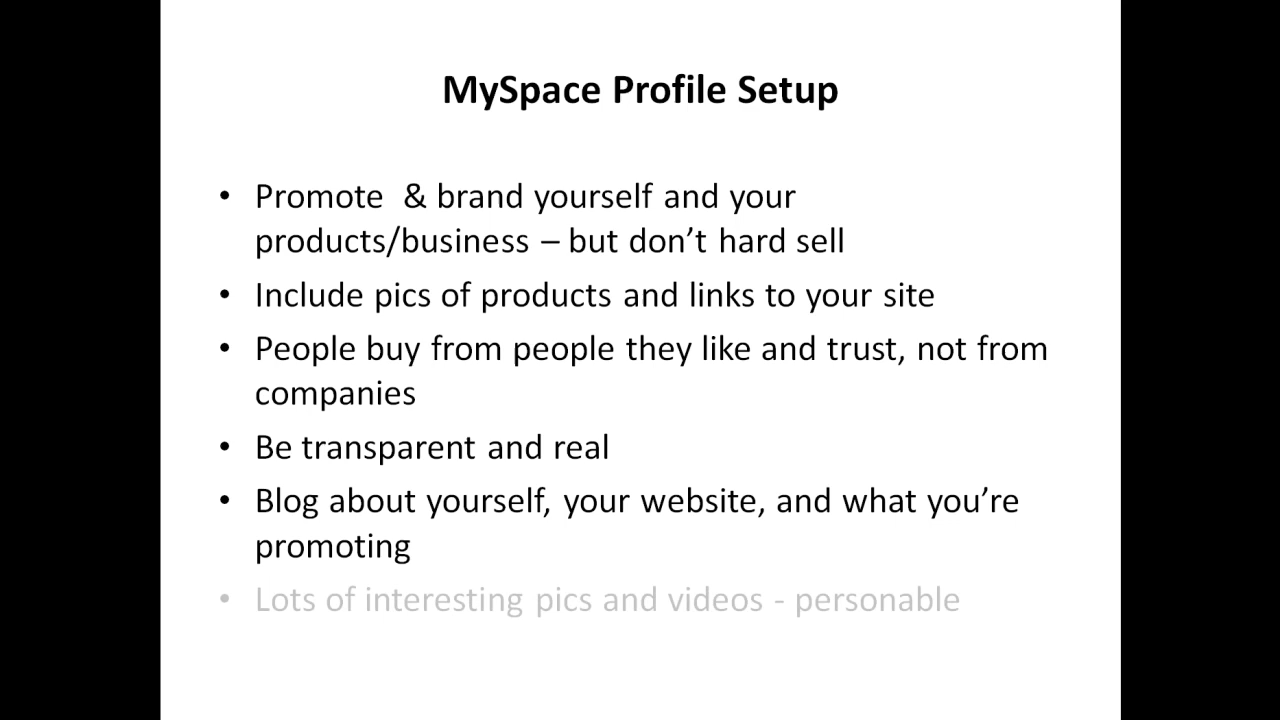 MySpace Profile Setup
• Promote  & brand yourself and your
products/business – but don’t hard sell
• Include pics of products and links to your site
• People buy from people they like and trust, not from
companies
• Be transparent and real
• Blog about yourself, your website, and what you’re
promoting
• Lots of interesting pics and videos - personable